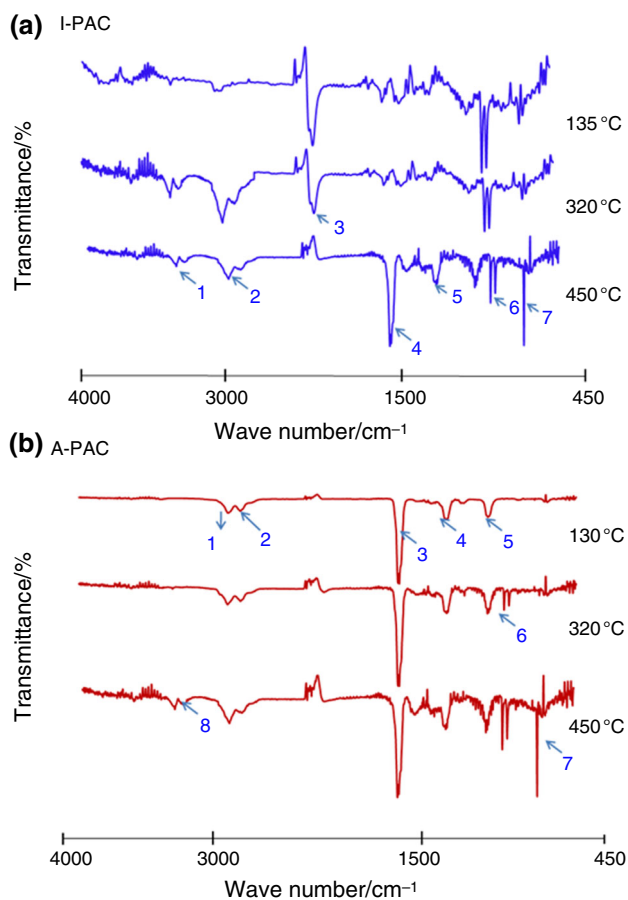 (a) I-PAC
Transmittance/%
135 °C
320 °C
3
1
2
5
6
7
450 °C
4
4000 3000 1500 450
Wave number/cm⁻¹
(b) A-PAC
Transmittance/%
1 2 3 4 5
130 °C
6
320 °C
8
450 °C
7
4000 3000 1500 450
Wave number/cm⁻¹